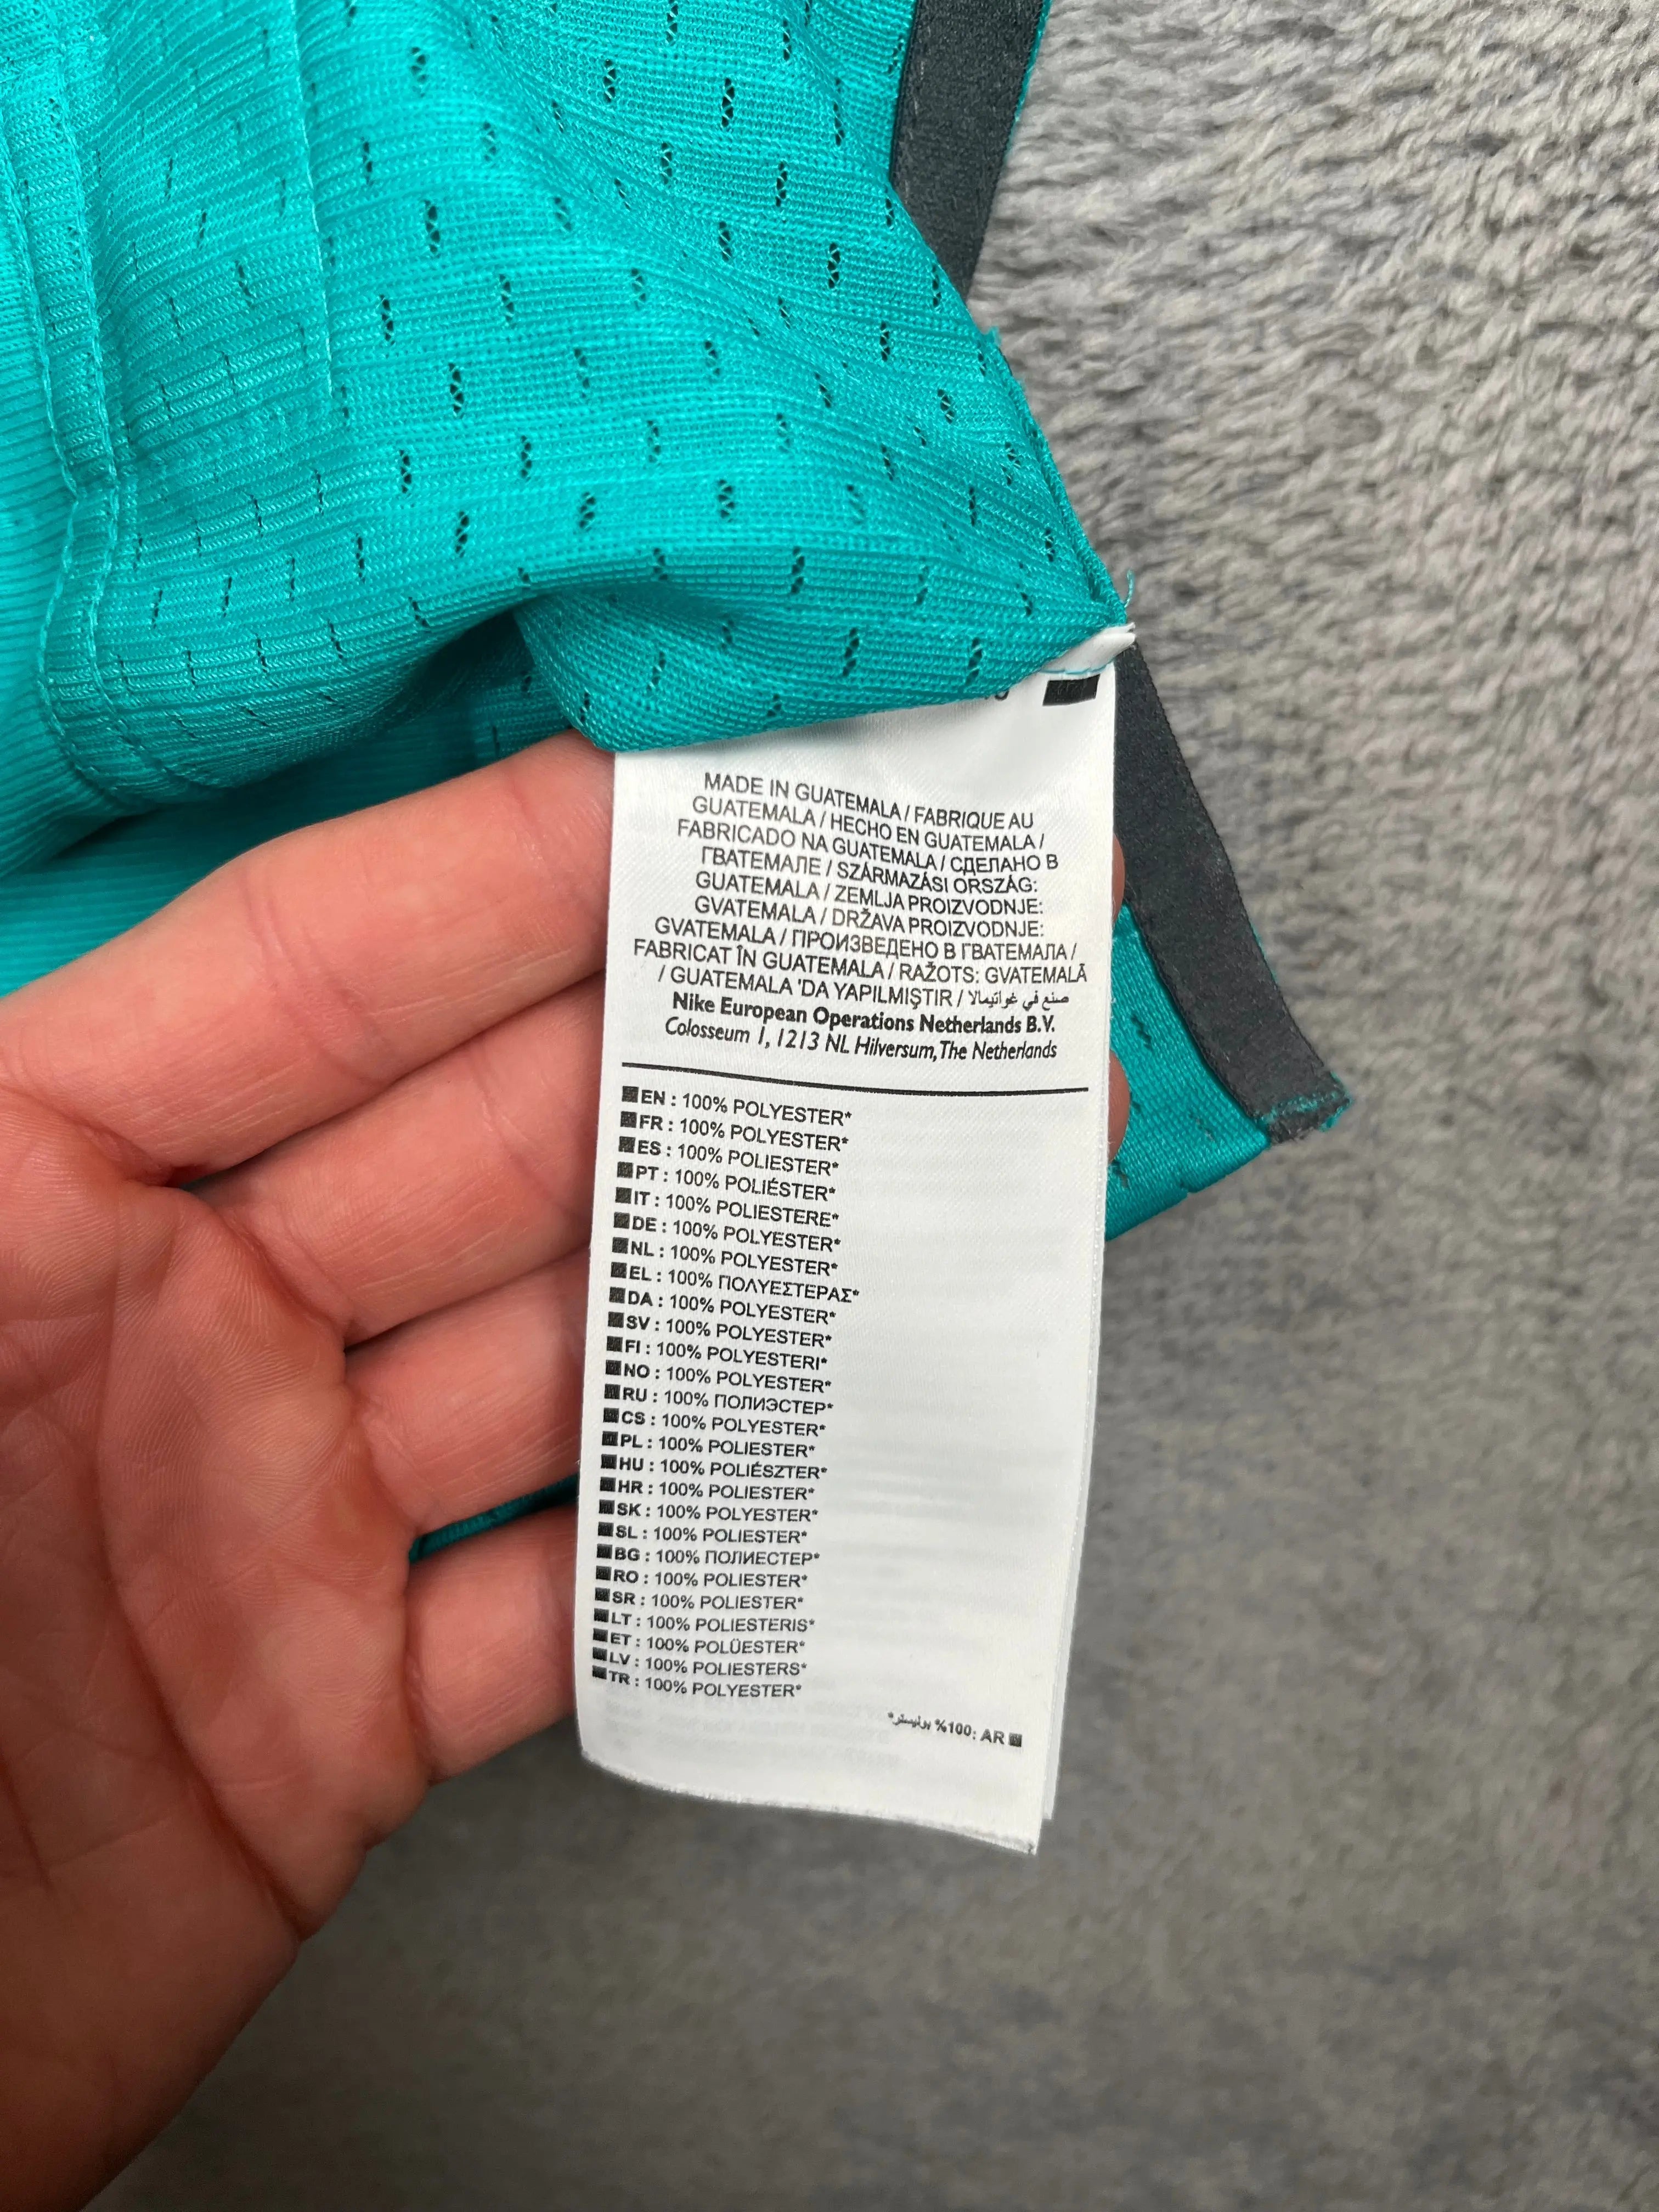 MADE IN GUATEMALA / FABRIQUE AU
GUATEMALA / HECHO EN GUATEMALA /
FABRICADO NA GUATEMALA / СДЕЛАНО В
ГВАТЕМАЛЕ / SZÁRMAZÁSI ORSZÁG:
GUATEMALA / ZEMLJA PROIZVODNJE:
GVATEMALA / DRŽAVA PROIZVODNJE:
GVATEMALA / ПРОИЗВЕДЕНО В ГВАТЕМАЛА /
FABRICAT ÎN GUATEMALA / RAŽOTS: GVATEMALĀ
/ GUATEMALA 'DA YAPILMIŞTIR / صنع في غواتيمالا
Nike European Operations Netherlands B.V.
Colosseum 1, 1213 NL Hilversum, The Netherlands
EN : 100% POLYESTER*
FR : 100% POLYESTER*
ES : 100% POLIESTER*
PT : 100% POLIÉSTER*
IT : 100% POLIESTERE*
DE : 100% POLYESTER*
NL : 100% POLYESTER*
EL : 100% ΠΟΛΥΕΣΤΕΡΑΣ*
DA : 100% POLYESTER*
SV : 100% POLYESTER*
FI : 100% POLYESTERI*
NO : 100% POLYESTER*
RU : 100% ПОЛИЭСТЕР*
CS : 100% POLYESTER*
PL : 100% POLIESTER*
HU : 100% POLIÉSZTER*
HR : 100% POLIESTER*
SK : 100% POLYESTER*
SL : 100% POLIESTER*
BG : 100% ПОЛИЕСТЕР*
RO : 100% POLIESTER*
SR : 100% POLIESTER*
LT : 100% POLIESTERIS*
ET : 100% POLÜESTER*
LV : 100% POLIESTERS*
TR : 100% POLYESTER*
AR :100% بوليستر*